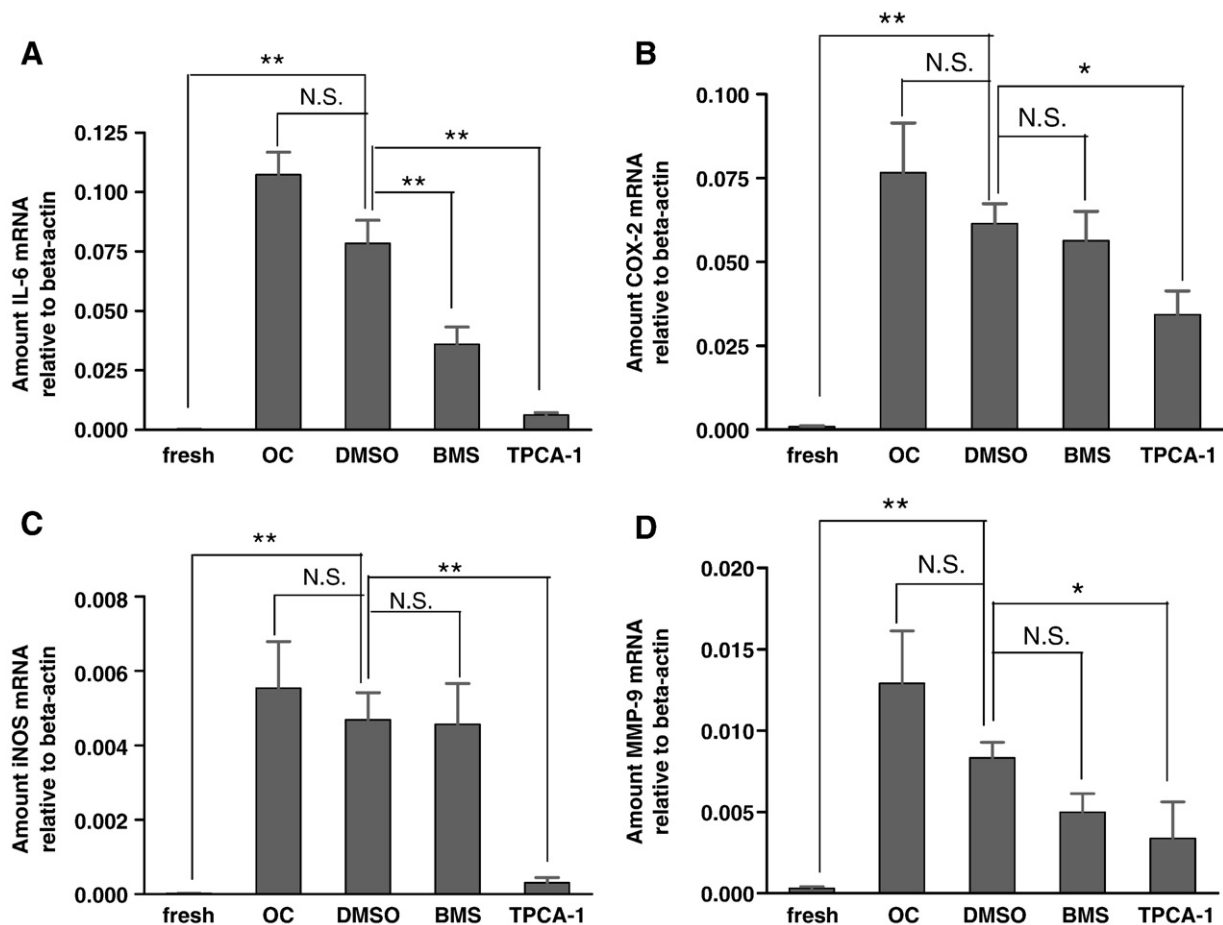 A
**
N.S.
**
**
Amount IL-6 mRNA
relative to beta-actin
0.125
0.100
0.075
0.050
0.025
0.000
fresh OC DMSO BMS TPCA-1
B
**
N.S.
*
N.S.
Amount COX-2 mRNA
relative to beta-actin
0.100
0.075
0.050
0.025
0.000
fresh OC DMSO BMS TPCA-1
C
**
N.S.
**
N.S.
Amount iNOS mRNA
relative to beta-actin
0.008
0.006
0.004
0.002
0.000
fresh OC DMSO BMS TPCA-1
D
**
N.S.
*
N.S.
Amount MMP-9 mRNA
relative to beta-actin
0.020
0.015
0.010
0.005
0.000
fresh OC DMSO BMS TPCA-1